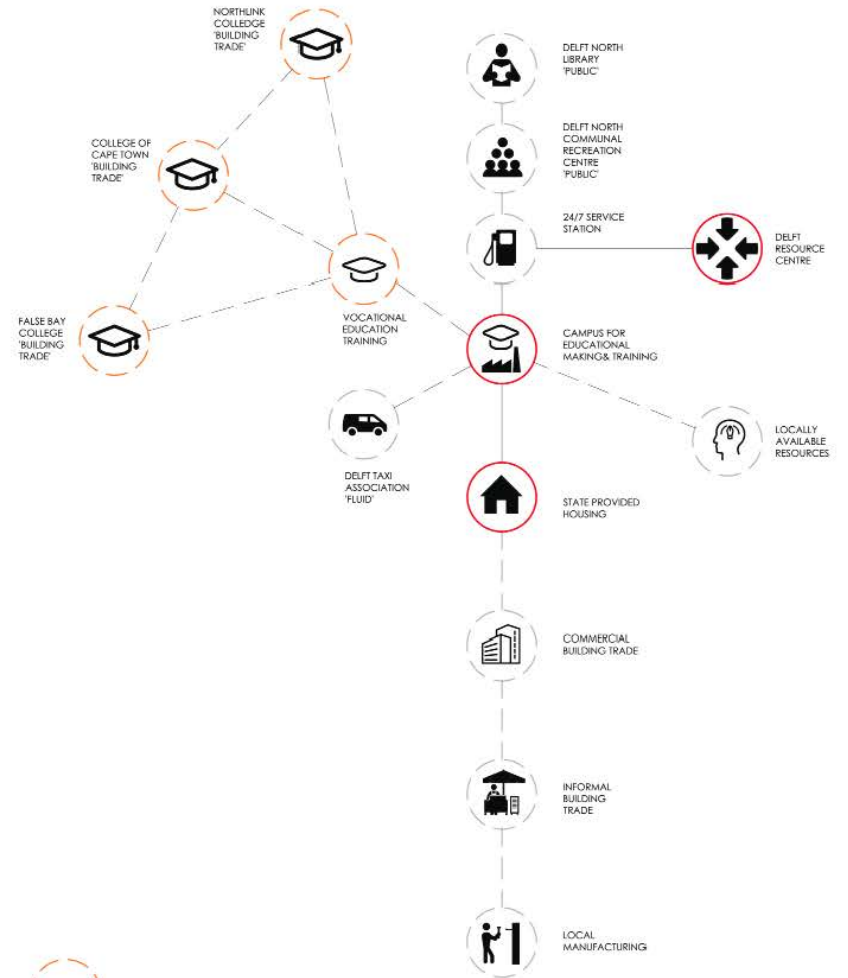 NORTHLINK
COLLEDGE
'BUILDING
TRADE'
DELFT NORTH
LIBRARY
'PUBLIC'
COLLEGE OF
CAPE TOWN
'BUILDING
TRADE'
DELFT NORTH
COMMUNAL
RECREATION
CENTRE
'PUBLIC'
24/7 SERVICE
STATION
DELFT
RESOURCE
CENTRE
FALSE BAY
COLLEGE
'BUILDING
TRADE'
VOCATIONAL
EDUCATION
TRAINING
CAMPUS FOR
EDUCATIONAL
MAKING& TRAINING
LOCALLY
AVAILABLE
RESOURCES
DELFT TAXI
ASSOCIATION
'FLUID'
STATE PROVIDED
HOUSING
COMMERCIAL
BUILDING TRADE
INFORMAL
BUILDING
TRADE
LOCAL
MANUFACTURING